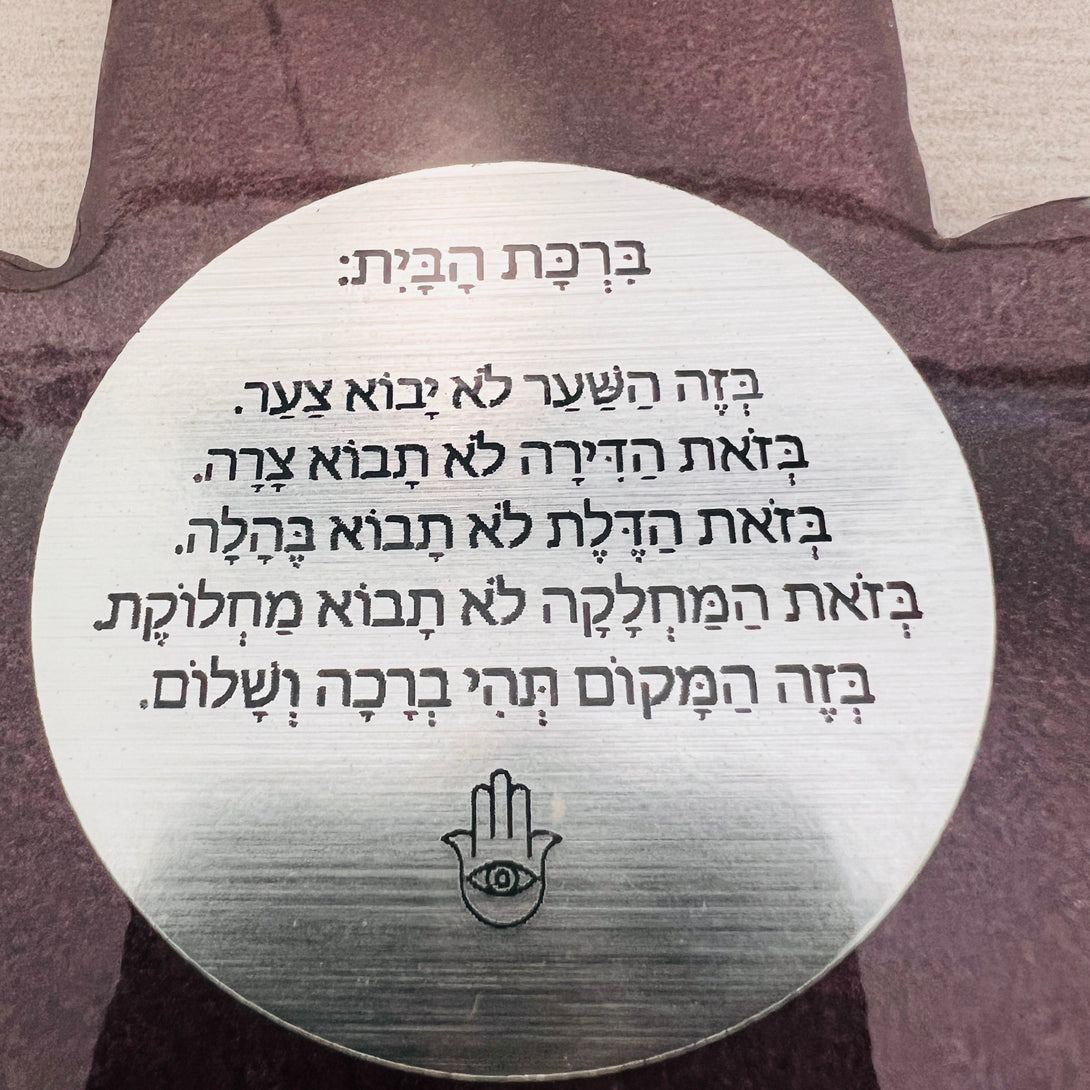 בִּרְכָּת הָבָּיִת:
בְּזֶה הַשַּׁעַר לֹא יָבוֹא צַעַר.
בְּזֹאת הַדִּירָה לֹא תָבוֹא צָרָה.
בְּזֹאת הַדֶּלֶת לֹא תָבוֹא בֶּהָלָה.
בְּזֹאת הַמַּחְלָקָה לֹא תָבוֹא מַחְלוֹקֶת.
בְּזֶה הַמָּקוֹם תְּהִי בְרָכָה וְשָׁלוֹם.